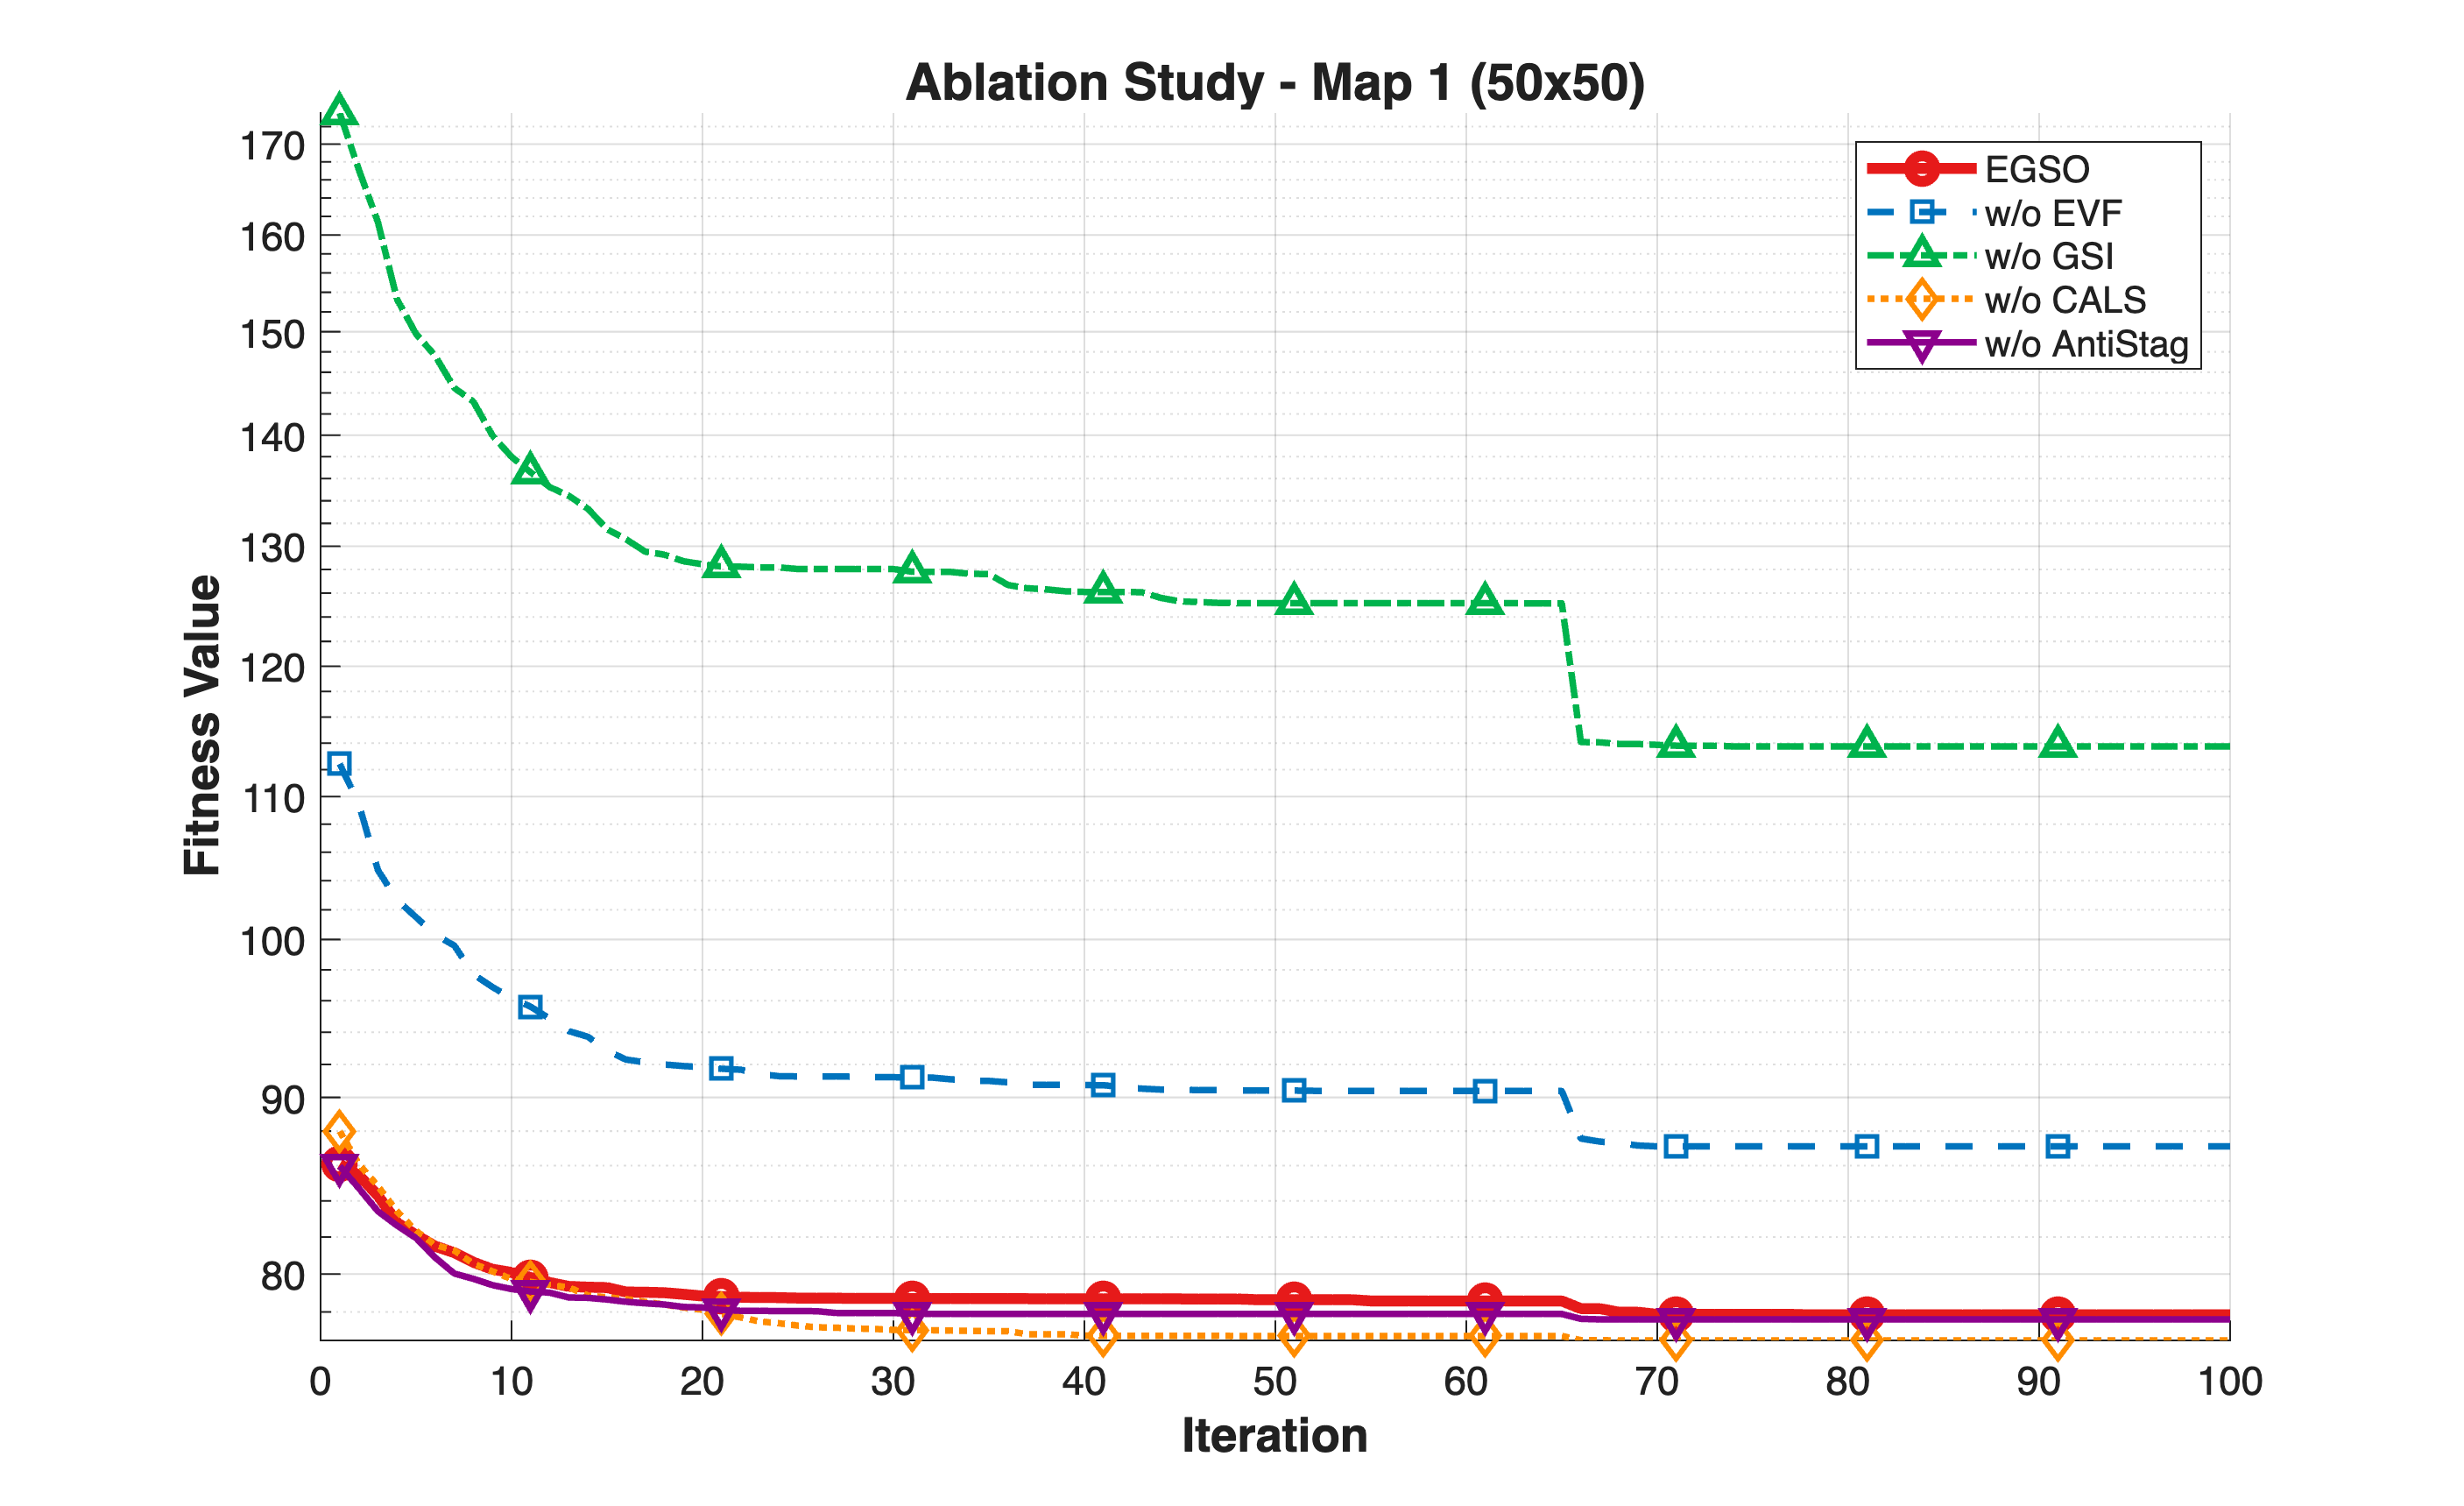 Ablation Study - Map 1 (50x50)
EGSO
w/o EVF
w/o GSI
w/o CALS
w/o AntiStag
Fitness Value
170
160
150
140
130
120
110
100
90
80
0 10 20 30 40 50 60 70 80 90 100
Iteration